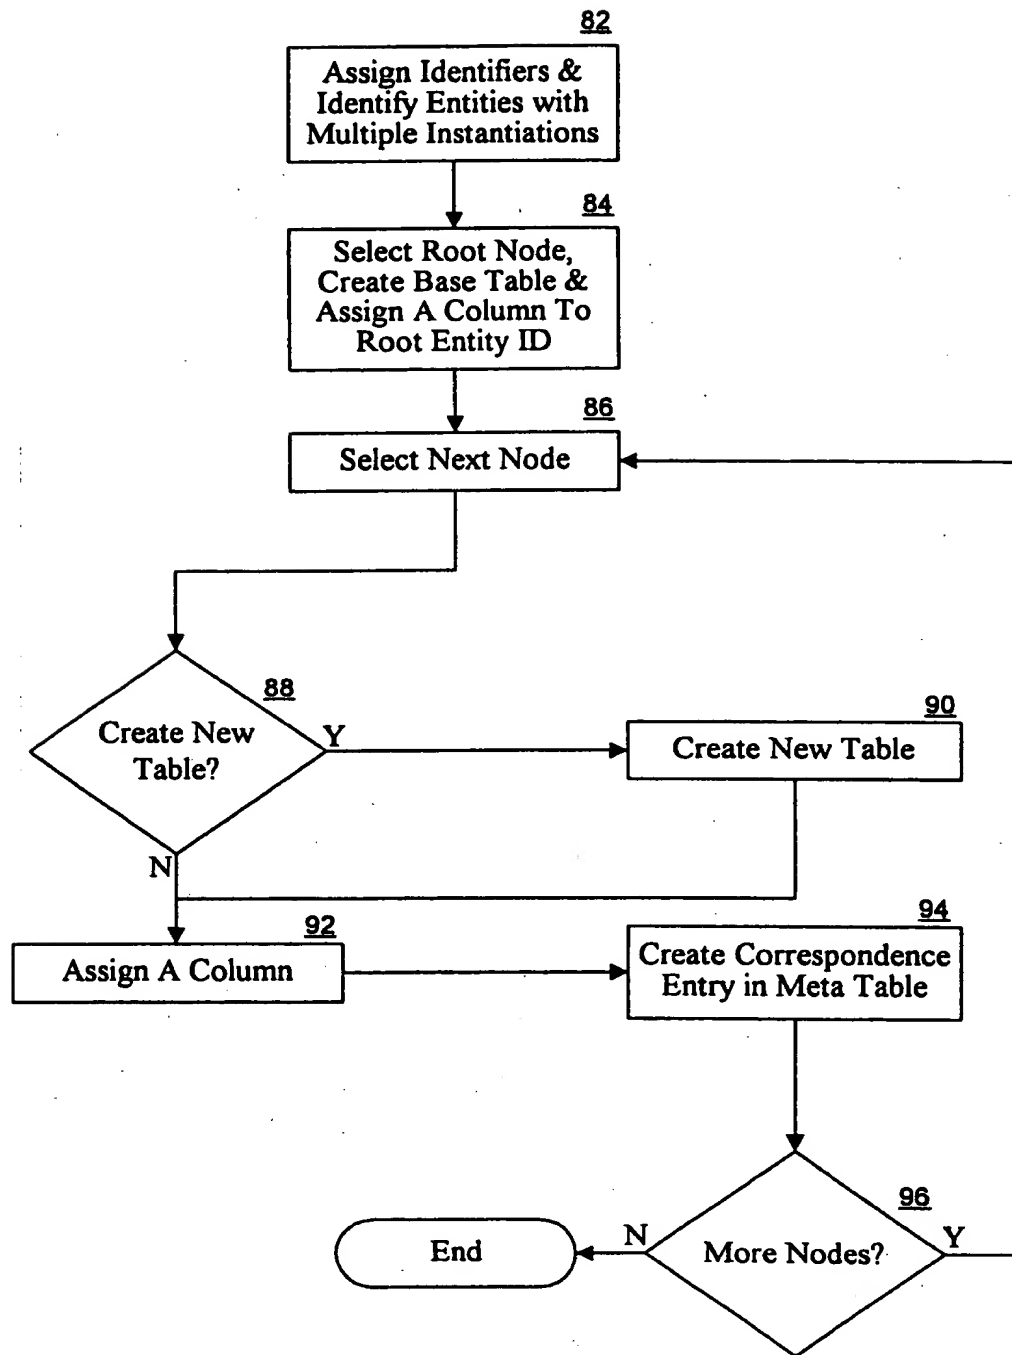 82
Assign Identifiers &
Identify Entities with
Multiple Instantiations
84
Select Root Node,
Create Base Table &
Assign A Column To
Root Entity ID
86
Select Next Node
88
Create New
Table?
Y
N
90
Create New Table
92
Assign A Column
94
Create Correspondence
Entry in Meta Table
96
More Nodes?
N
Y
End